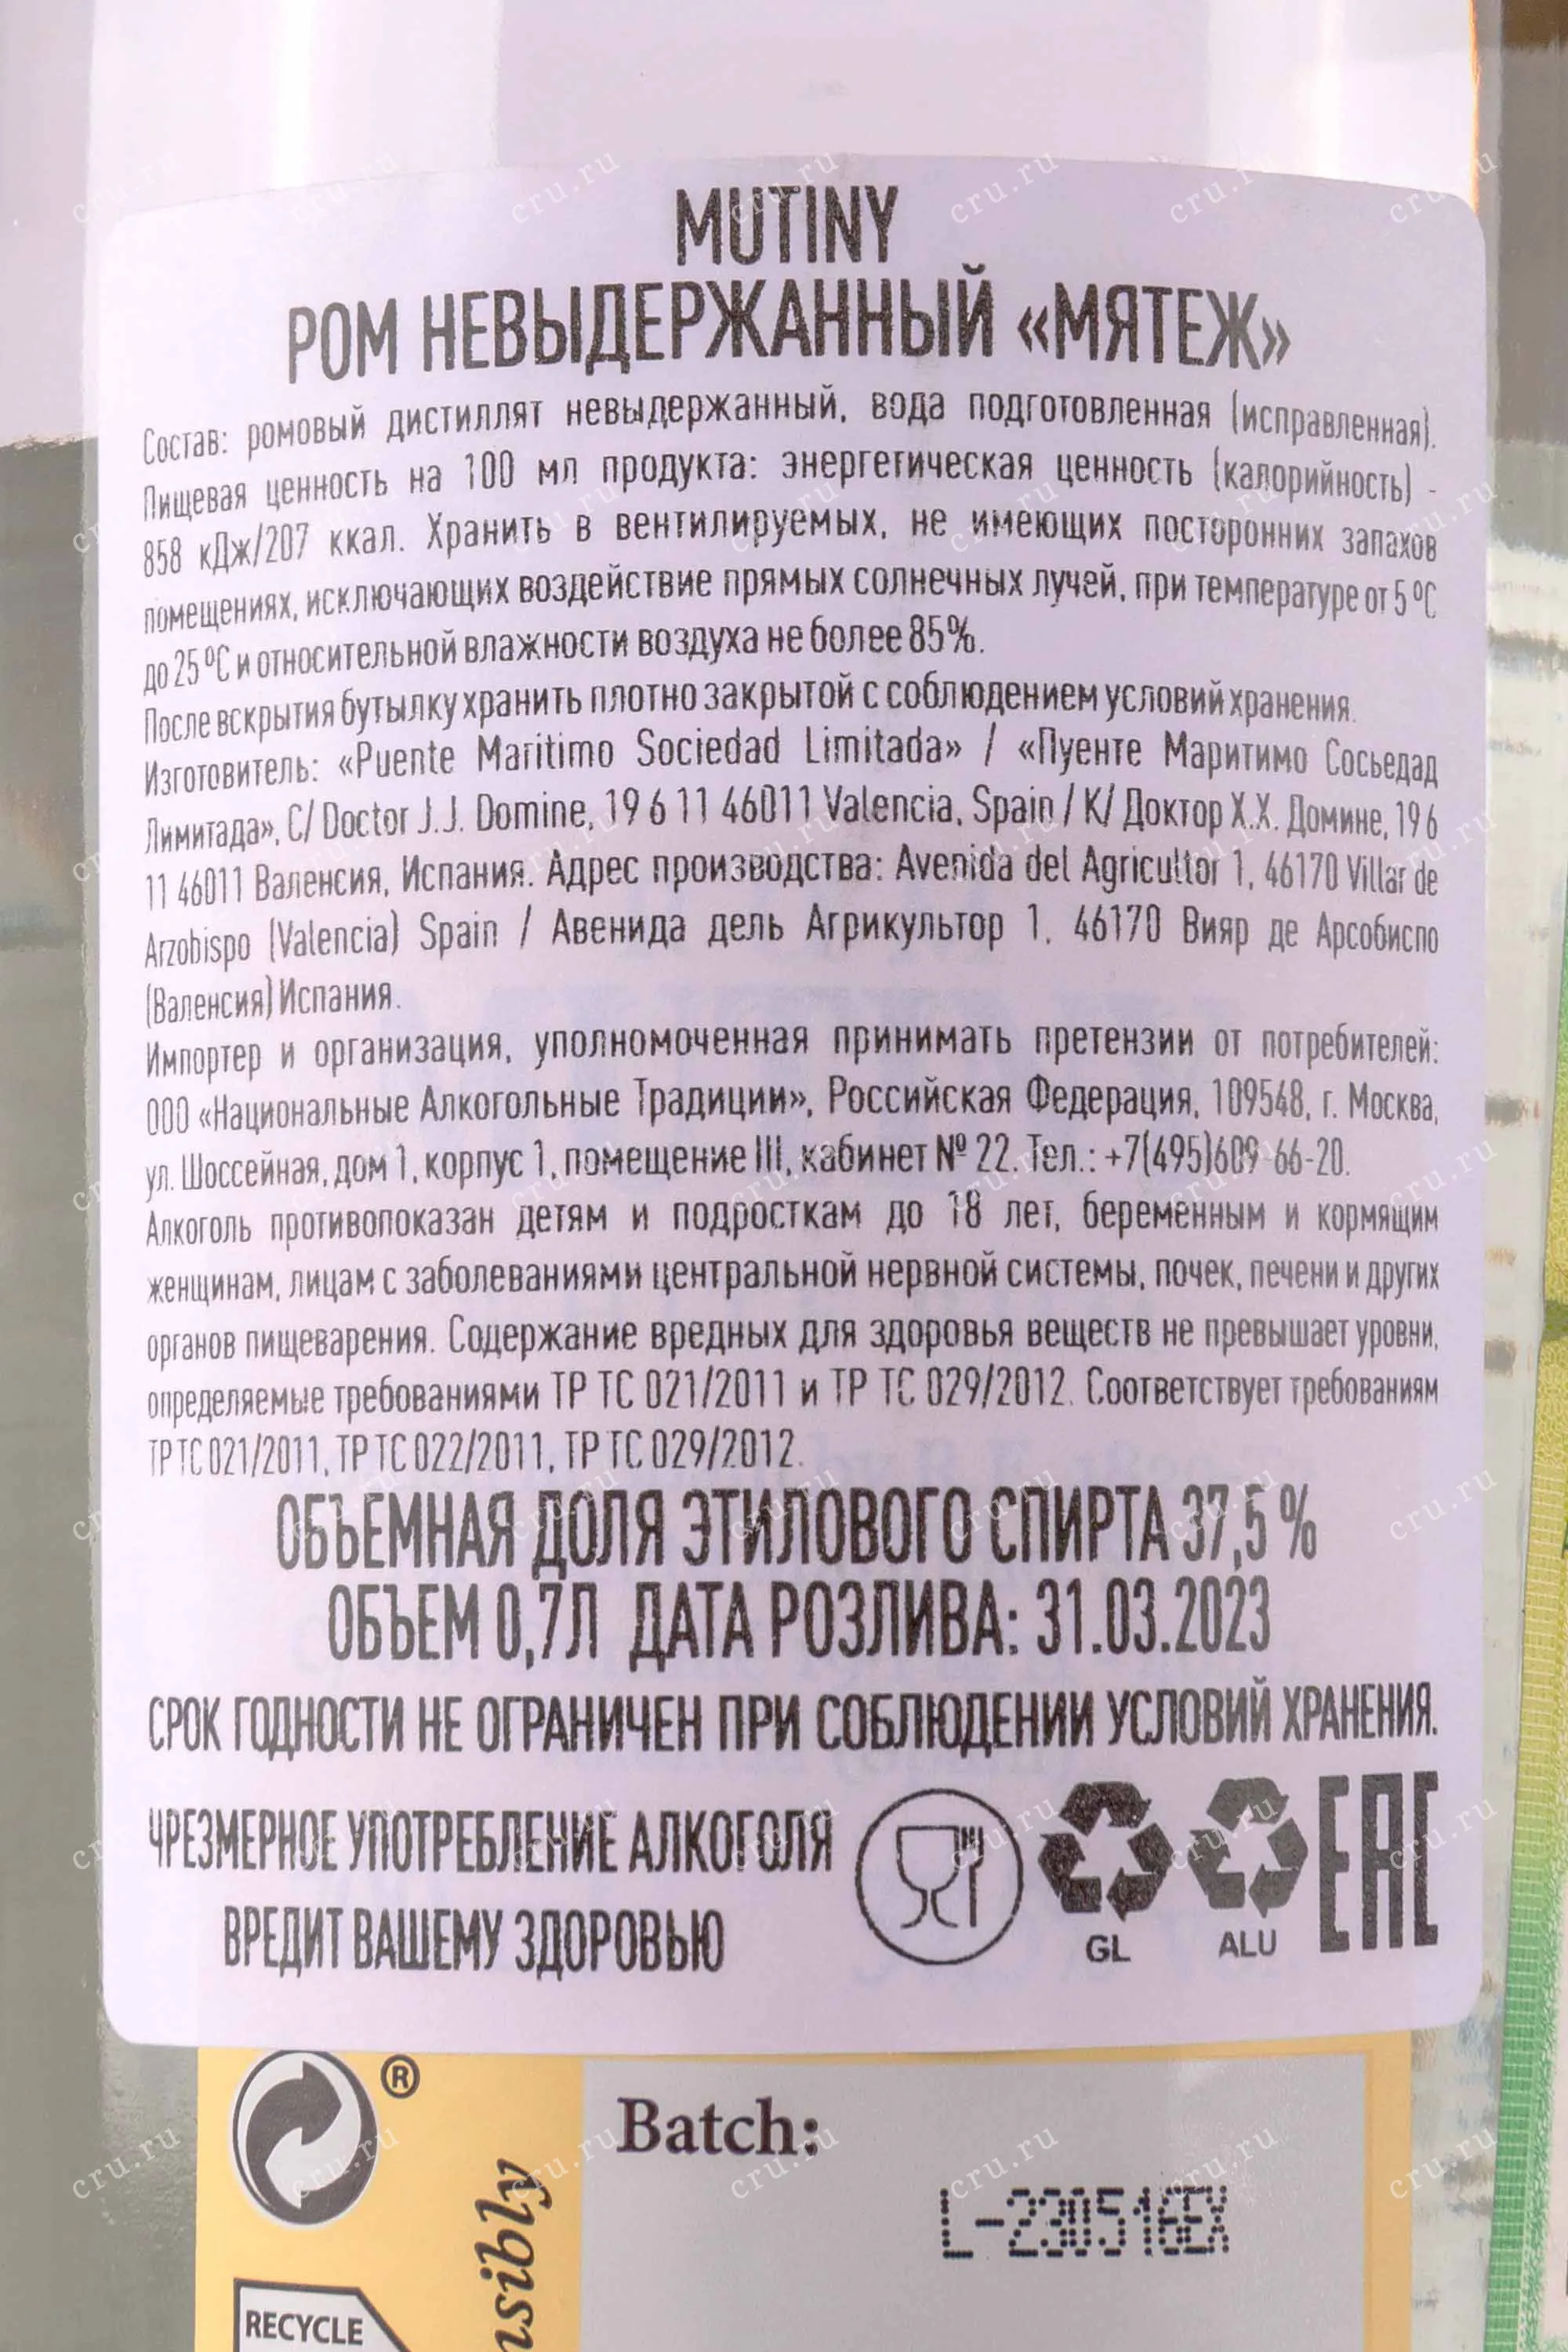 MUTINY
РОМ НЕВЫДЕРЖАННЫЙ «МЯТЕЖ»
Состав: ромовый дистиллят невыдержанный, вода подготовленная (исправленная).
Пищевая ценность на 100 мл продукта: энергетическая ценность (калорийность) -
858 кДж/207 ккал. Хранить в вентилируемых, не имеющих посторонних запахов
помещениях, исключающих воздействие прямых солнечных лучей, при температуре от 5 ºC
до 25 ºC и относительной влажности воздуха не более 85%.
После вскрытия бутылку хранить плотно закрытой с соблюдением условий хранения.
Изготовитель: «Puente Maritimo Sociedad Limitada» / «Пуенте Маритимо Сосьедад
Лимитада», C/ Doctor J.J. Domine, 19 6 11 46011 Valencia, Spain / К/ Доктор Х.Х. Домине, 19 6
11 46011 Валенсия, Испания. Адрес производства: Avenida del Agricultor 1, 46170 Villar de
Arzobispo (Valencia) Spain / Авенида дель Агрикультор 1, 46170 Вияр де Арсобиспо
(Валенсия) Испания.
Импортер и организация, уполномоченная принимать претензии от потребителей:
ООО «Национальные Алкогольные Традиции», Российская Федерация, 109548, г. Москва,
ул. Шоссейная, дом 1, корпус 1, помещение III, кабинет № 22. Тел.: +7(495)609-66-20.
Алкоголь противопоказан детям и подросткам до 18 лет, беременным и кормящим
женщинам, лицам с заболеваниями центральной нервной системы, почек, печени и других
органов пищеварения. Содержание вредных для здоровья веществ не превышает уровни,
определяемые требованиями ТР ТС 021/2011 и ТР ТС 029/2012. Соответствует требованиям
ТР ТС 021/2011, ТР ТС 022/2011, ТР ТС 029/2012.
ОБЪЕМНАЯ ДОЛЯ ЭТИЛОВОГО СПИРТА 37,5 %
ОБЪЕМ 0,7Л ДАТА РОЗЛИВА: 31.03.2023
СРОК ГОДНОСТИ НЕ ОГРАНИЧЕН ПРИ СОБЛЮДЕНИИ УСЛОВИЙ ХРАНЕНИЯ.
ЧРЕЗМЕРНОЕ УПОТРЕБЛЕНИЕ АЛКОГОЛЯ
ВРЕДИТ ВАШЕМУ ЗДОРОВЬЮ
GL
ALU
EAC
®
Batch:
L-230516EX
RECYCLE
cru.ru